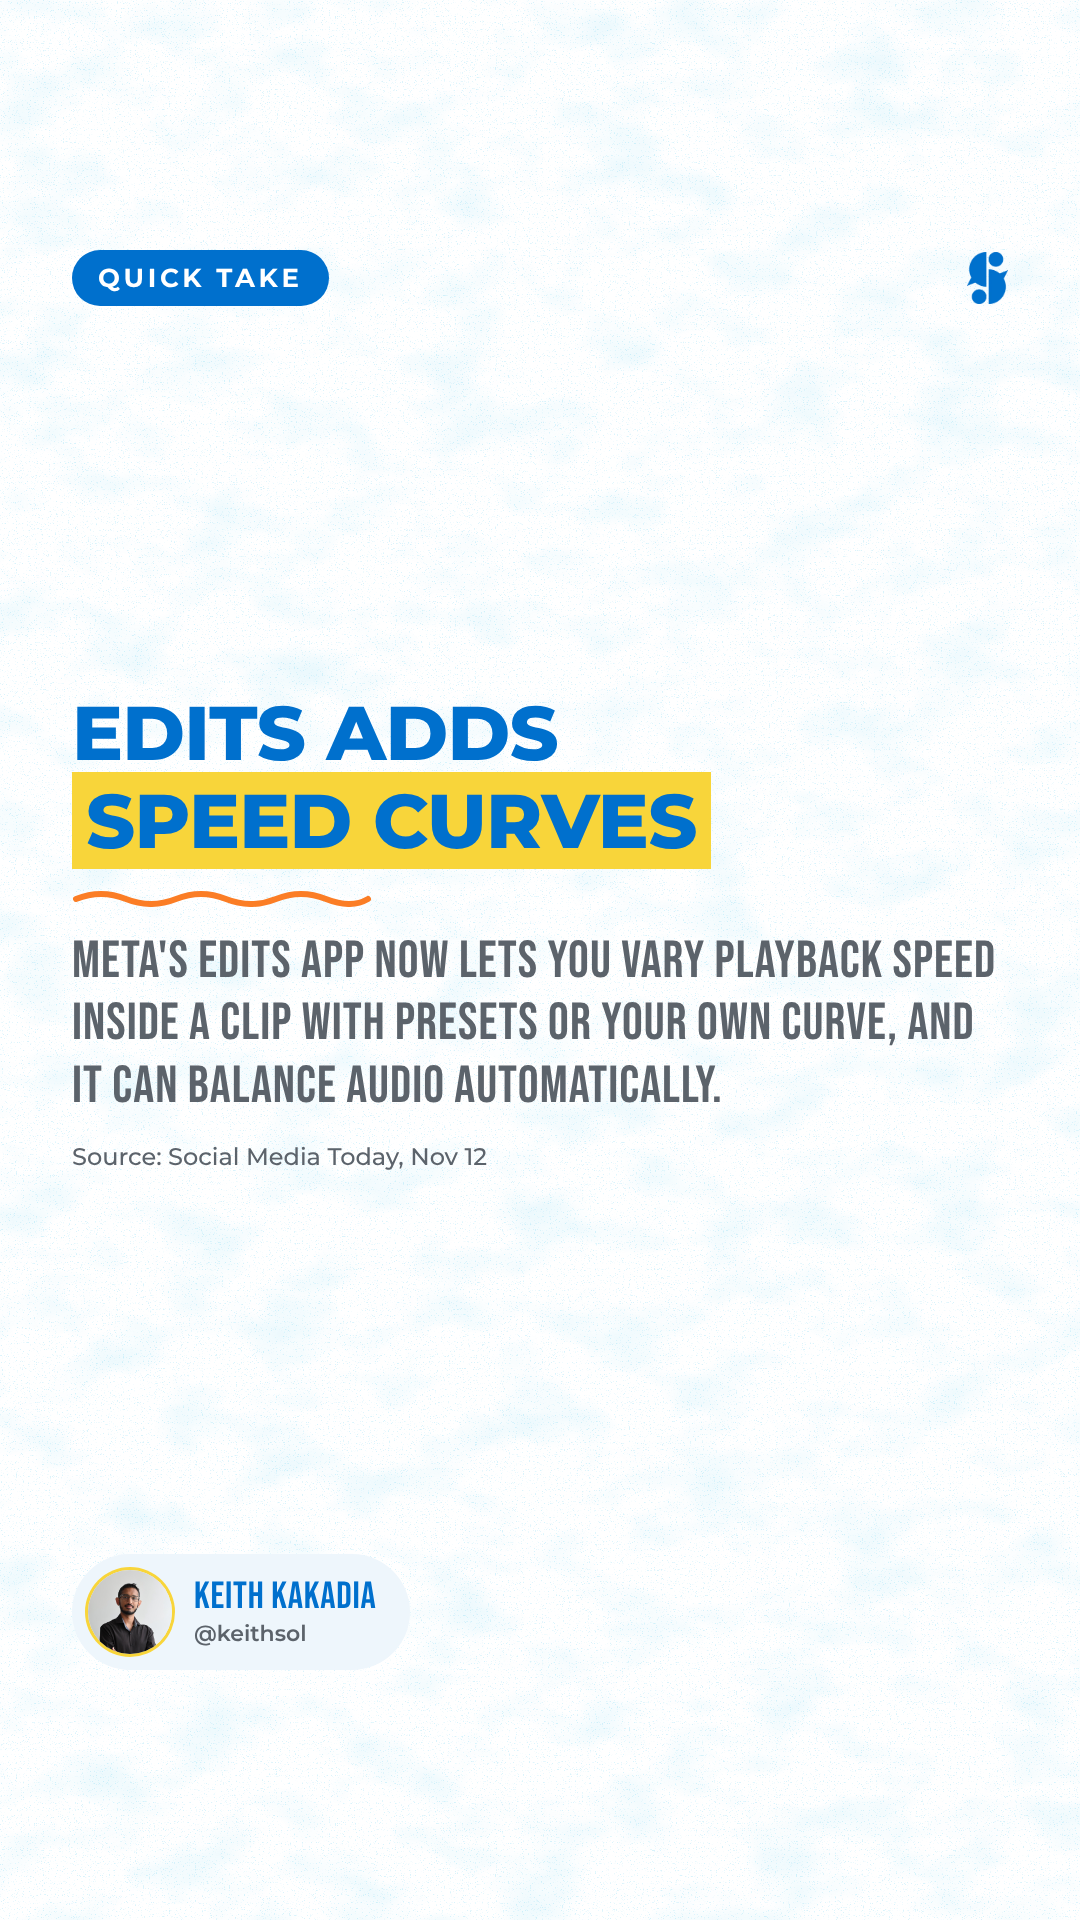 QUICK TAKE
EDITS ADDS
SPEED CURVES
META'S EDITS APP NOW LETS YOU VARY PLAYBACK SPEED
INSIDE A CLIP WITH PRESETS OR YOUR OWN CURVE, AND
IT CAN BALANCE AUDIO AUTOMATICALLY.
Source: Social Media Today, Nov 12
KEITH KAKADIA
@keithsol